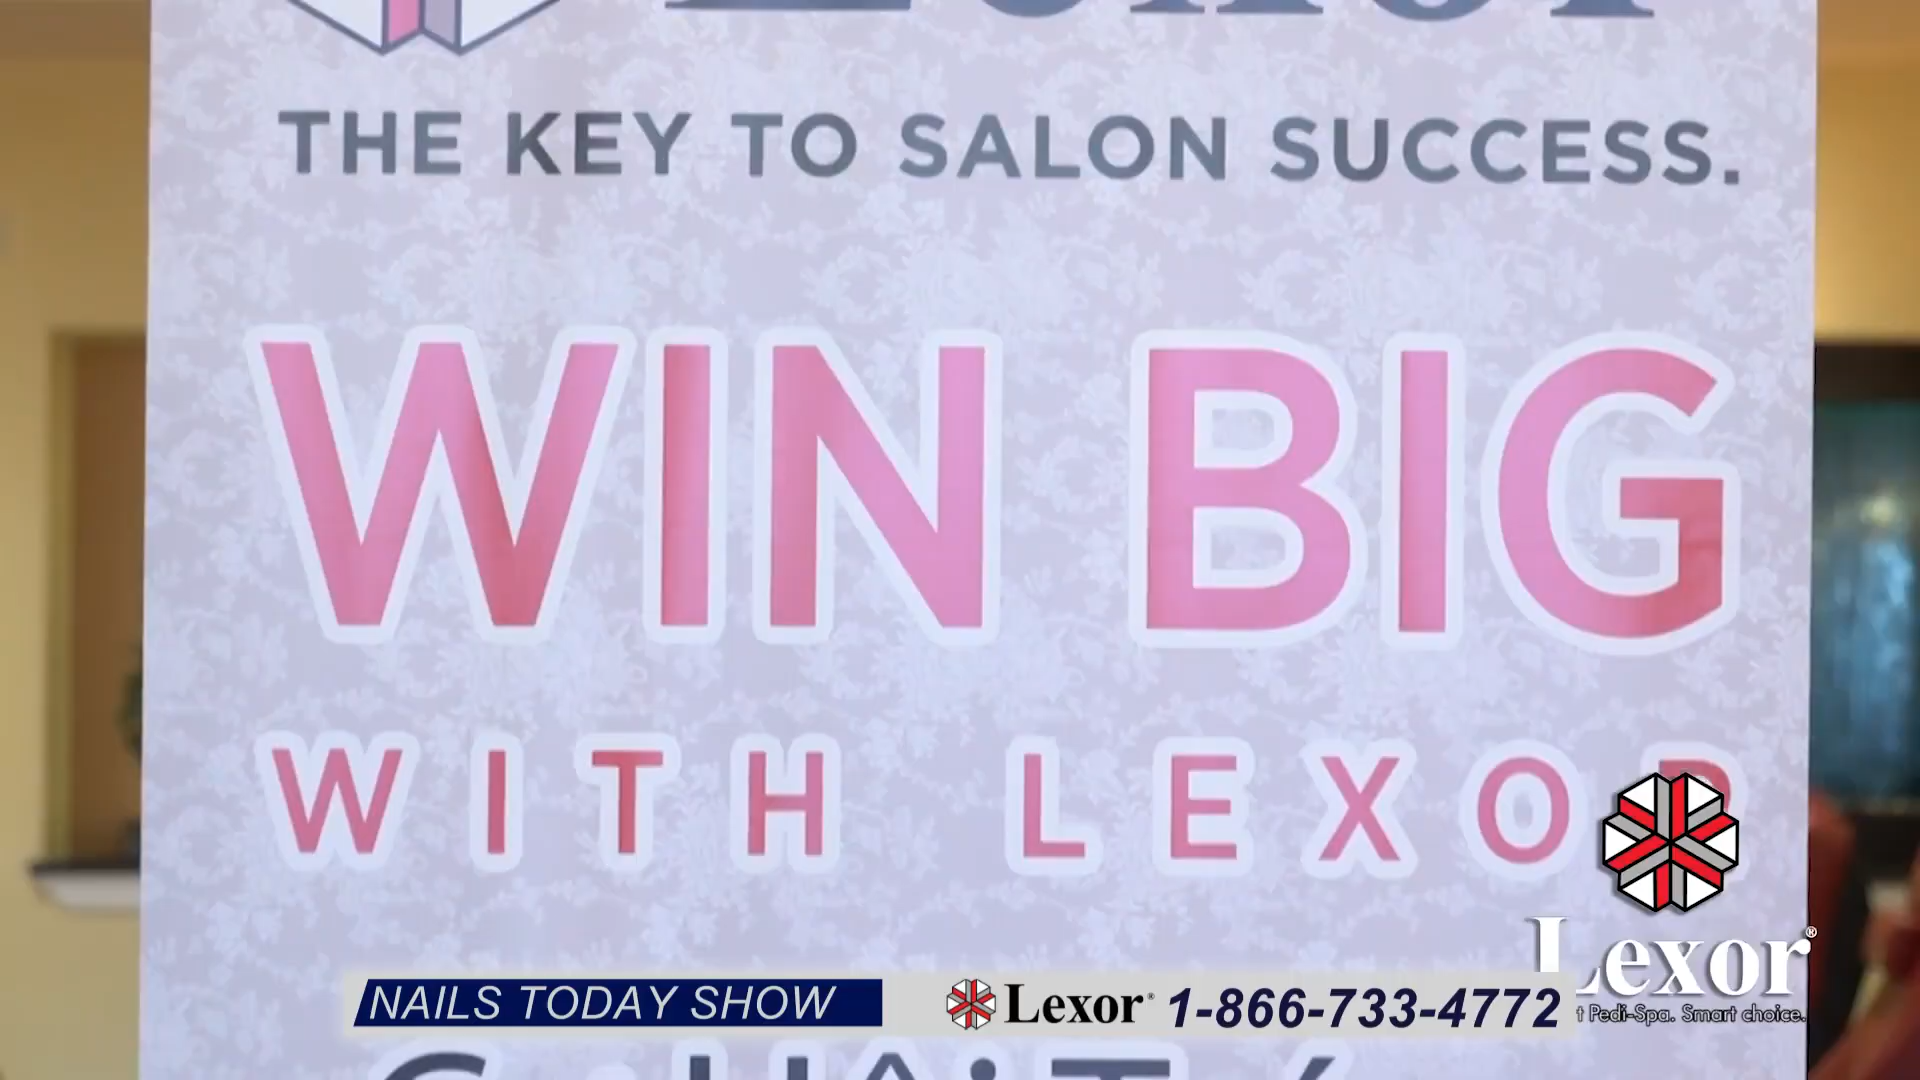 THE KEY TO SALON SUCCESS.
WIN BIG
WITH LEXOR
Lexor®
Pedi-Spa. Smart choice.
NAILS TODAY SHOW
Lexor® 1-866-733-4772